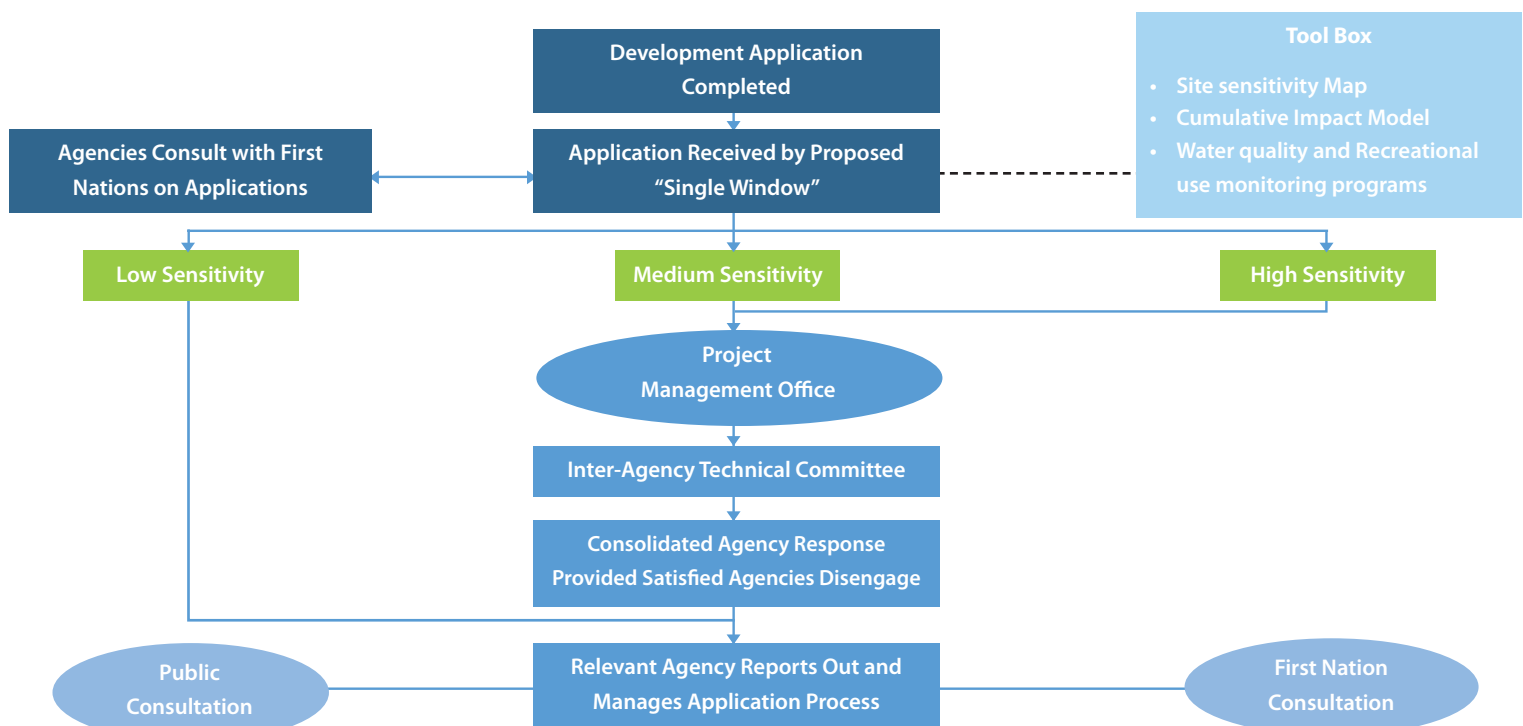 Development Application
Completed
Tool Box
• Site sensitivity Map
• Cumulative Impact Model
• Water quality and Recreational
use monitoring programs
Agencies Consult with First
Nations on Applications
Application Received by Proposed
“Single Window”
Low Sensitivity
Medium Sensitivity
High Sensitivity
Project
Management Office
Inter-Agency Technical Committee
Consolidated Agency Response
Provided Satisfied Agencies Disengage
Public
Consultation
Relevant Agency Reports Out and
Manages Application Process
First Nation
Consultation